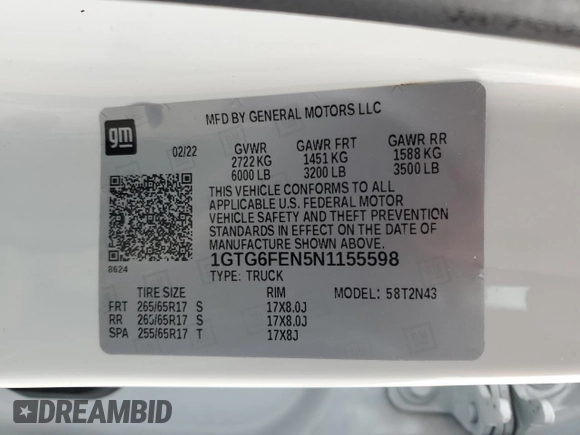 gm
MFD BY GENERAL MOTORS LLC
02/22 GVWR GAWR FRT GAWR RR
2722 KG 1451 KG 1588 KG
6000 LB 3200 LB 3500 LB
THIS VEHICLE CONFORMS TO ALL
APPLICABLE U.S. FEDERAL MOTOR
VEHICLE SAFETY AND THEFT PREVENTION
STANDARDS IN EFFECT ON THE DATE OF
MANUFACTURE SHOWN ABOVE.
8624
1GTG6FEN5N1155598
TYPE: TRUCK
TIRE SIZE RIM MODEL: 58T2N43
FRT 265/65R17 S 17X8.0J
RR 265/65R17 S 17X8.0J
SPA 255/65R17 T 17X8J
DREAMBID